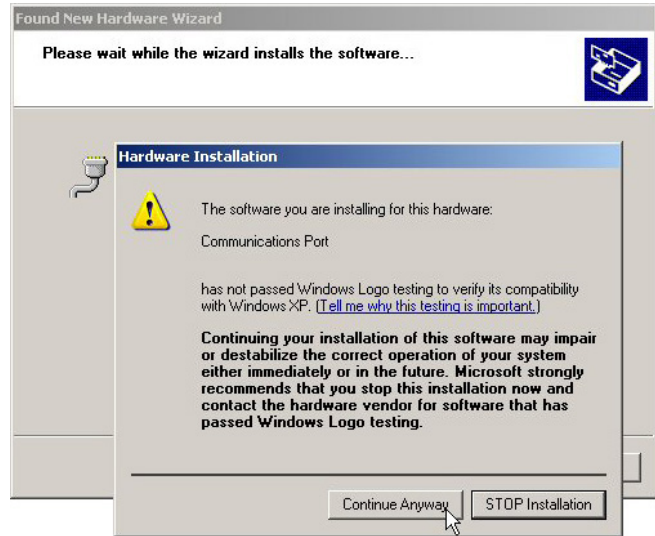 Found New Hardware Wizard
Please wait while the wizard installs the software...
Hardware Installation
The software you are installing for this hardware:
Communications Port
has not passed Windows Logo testing to verify its compatibility
with Windows XP. (Tell me why this testing is important.)
Continuing your installation of this software may impair
or destabilize the correct operation of your system
either immediately or in the future. Microsoft strongly
recommends that you stop this installation now and
contact the hardware vendor for software that has
passed Windows Logo testing.
Continue Anyway
STOP Installation